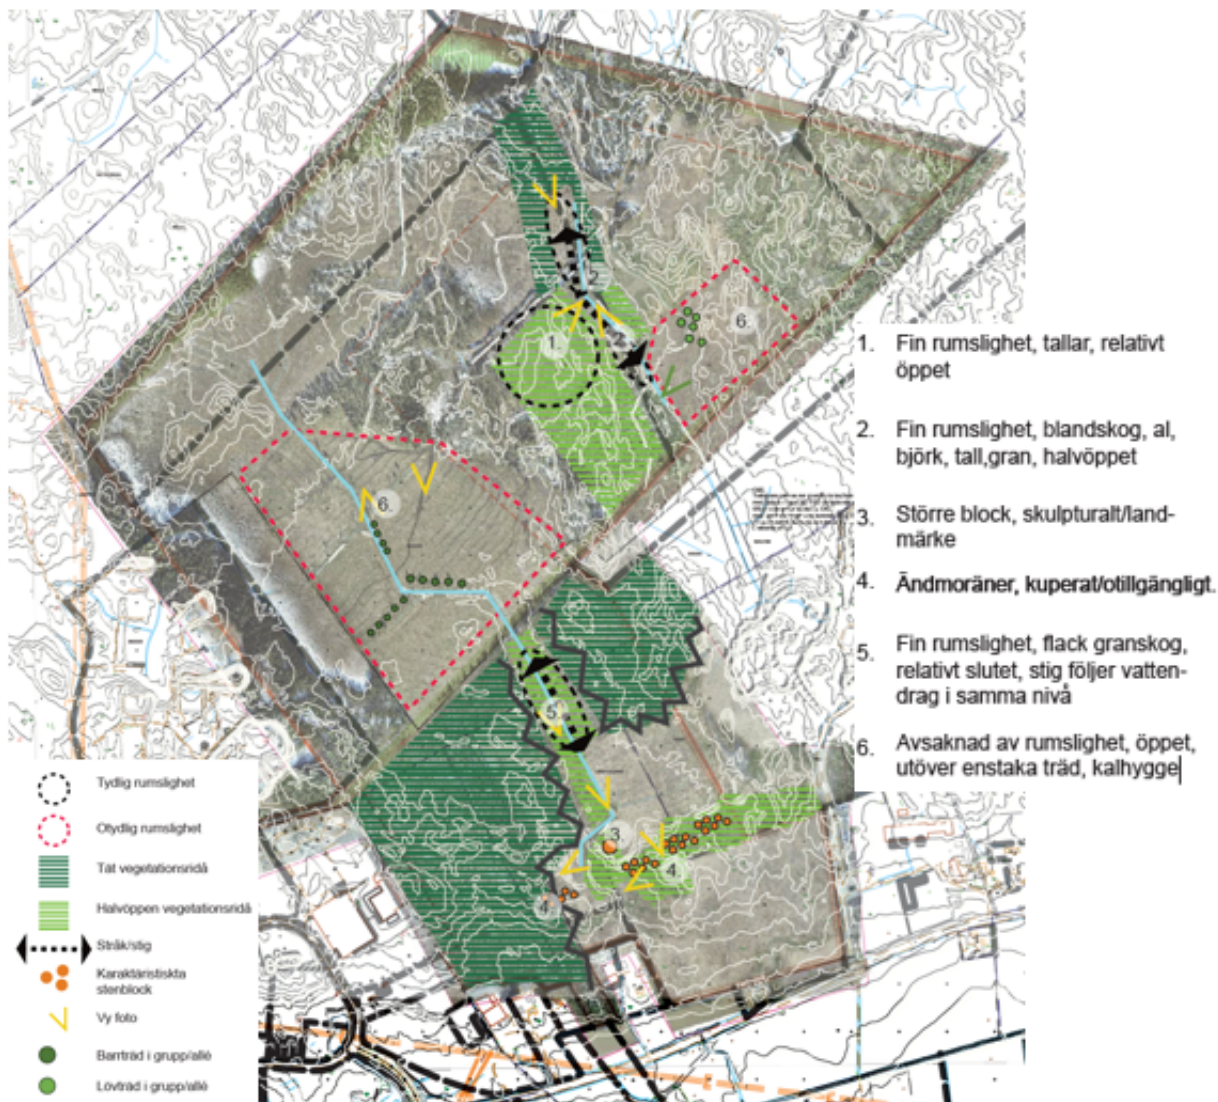 2
1.
2.
6.
6.
5.
3.
4.
4.
1. Fin rumslighet, tallar, relativt
öppet
2. Fin rumslighet, blandskog, al,
björk, tall,gran, halvöppet
3. Större block, skulpturalt/land-
märke
4. Ändmoräner, kuperat/otillgängligt.
5. Fin rumslighet, flack granskog,
relativt slutet, stig följer vatten-
drag i samma nivå
6. Avsaknad av rumslighet, öppet,
utöver enstaka träd, kalhygge
Tydlig rumslighet
Otydlig rumslighet
Tät vegetationsridå
Halvöppen vegetationsridå
Stråk/stig
Karaktäristiskta
stenblock
Vy foto
Barrträd i grupp/allé
Lövträd i grupp/allé